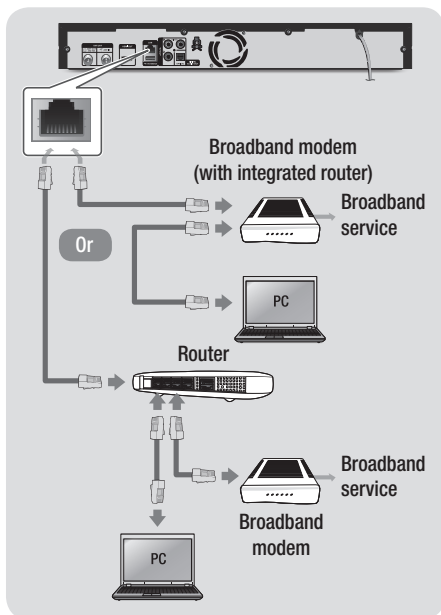 Broadband modem
(with integrated router)
Broadband
service
Or
PC
Router
Broadband
service
Broadband
modem
PC